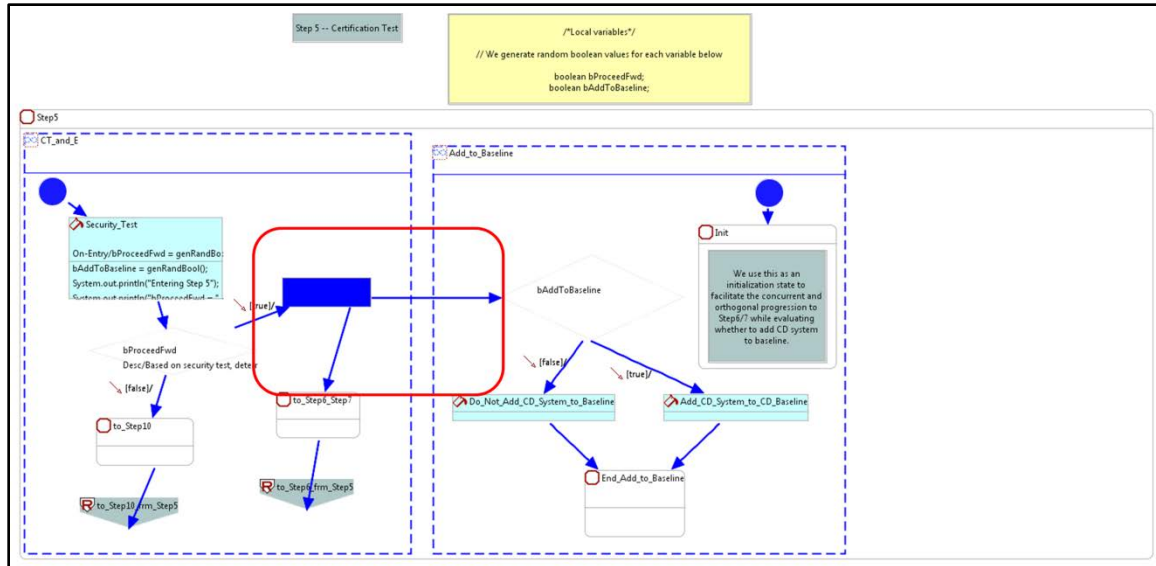 Step 5 -- Certification Test
/*Local variables*/
// We generate random boolean values for each variable below
boolean bProceedFwd;
boolean bAddToBaseline;
Step5
CT_and_E
Security_Test
On-Entry/bProceedFwd = genRandBo
bAddToBaseline = genRandBool();
System.out.println("Entering Step 5");
System.out.println("bProceedFwd = "
[true]/
bProceedFwd
Desc/Based on security test, deter
[false]/
to_Step10
to_Step10_frm_Step5
to_Step6_Step7
to_Step6_frm_Step5
Add_to_Baseline
bAddToBaseline
[false]/
[true]/
Do_Not_Add_CD_System_to_Baseline
Add_CD_System_to_CD_Baseline
End_Add_to_Baseline
Init
We use this as an
initialization state to
facilitate the concurrent and
orthogonal progression to
Step6/7 while evaluating
whether to add CD system
to baseline.